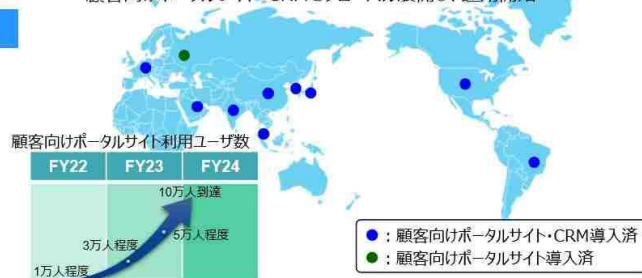 顧客向けポータルサイト利用ユーザ数
FY22 FY23 FY24
10万人到達
5万人程度
3万人程度
1万人程度
●：顧客向けポータルサイト・CRM導入済
●：顧客向けポータルサイト導入済